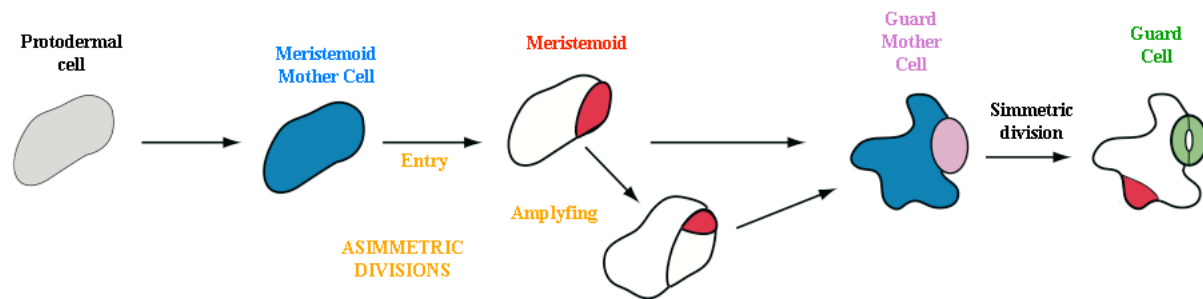 Protodermal
cell
Meristemoid
Mother Cell
Entry
Meristemoid
Amplyfing
ASIMMETRIC
DIVISIONS
Guard
Mother
Cell
Simmetric
division
Guard
Cell